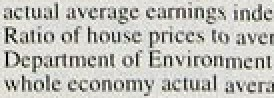 actual average earnings inde
Ratio of house prices to aver
Department of Environment
whole economy actual avera